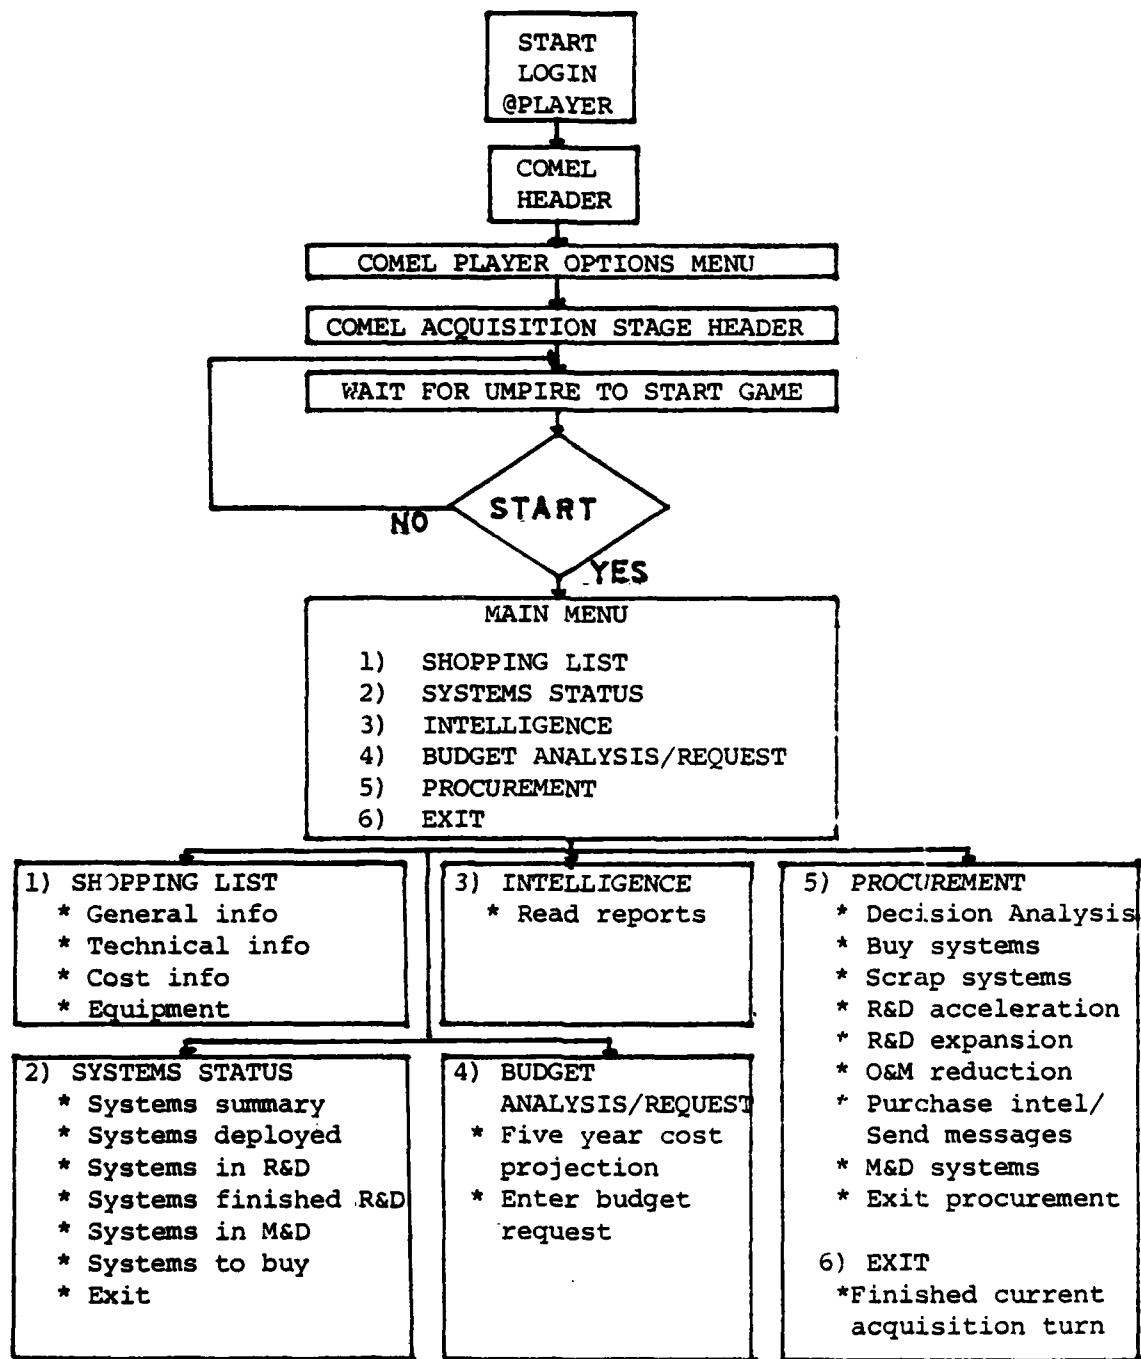 START
LOGIN
@PLAYER
COMEL
HEADER
COMEL PLAYER OPTIONS MENU
COMEL ACQUISITION STAGE HEADER
WAIT FOR UMPIRE TO START GAME
START
NO
YES
MAIN MENU
1) SHOPPING LIST
2) SYSTEMS STATUS
3) INTELLIGENCE
4) BUDGET ANALYSIS/REQUEST
5) PROCUREMENT
6) EXIT
1) SHOPPING LIST
* General info
* Technical info
* Cost info
* Equipment
3) INTELLIGENCE
* Read reports
5) PROCUREMENT
* Decision Analysis
* Buy systems
* Scrap systems
* R&D acceleration
* R&D expansion
* O&M reduction
* Purchase intel/
Send messages
* M&D systems
* Exit procurement
6) EXIT
*Finished current
acquisition turn
2) SYSTEMS STATUS
* Systems summary
* Systems deployed
* Systems in R&D
* Systems finished R&D
* Systems in M&D
* Systems to buy
* Exit
4) BUDGET
ANALYSIS/REQUEST
* Five year cost
projection
* Enter budget
request